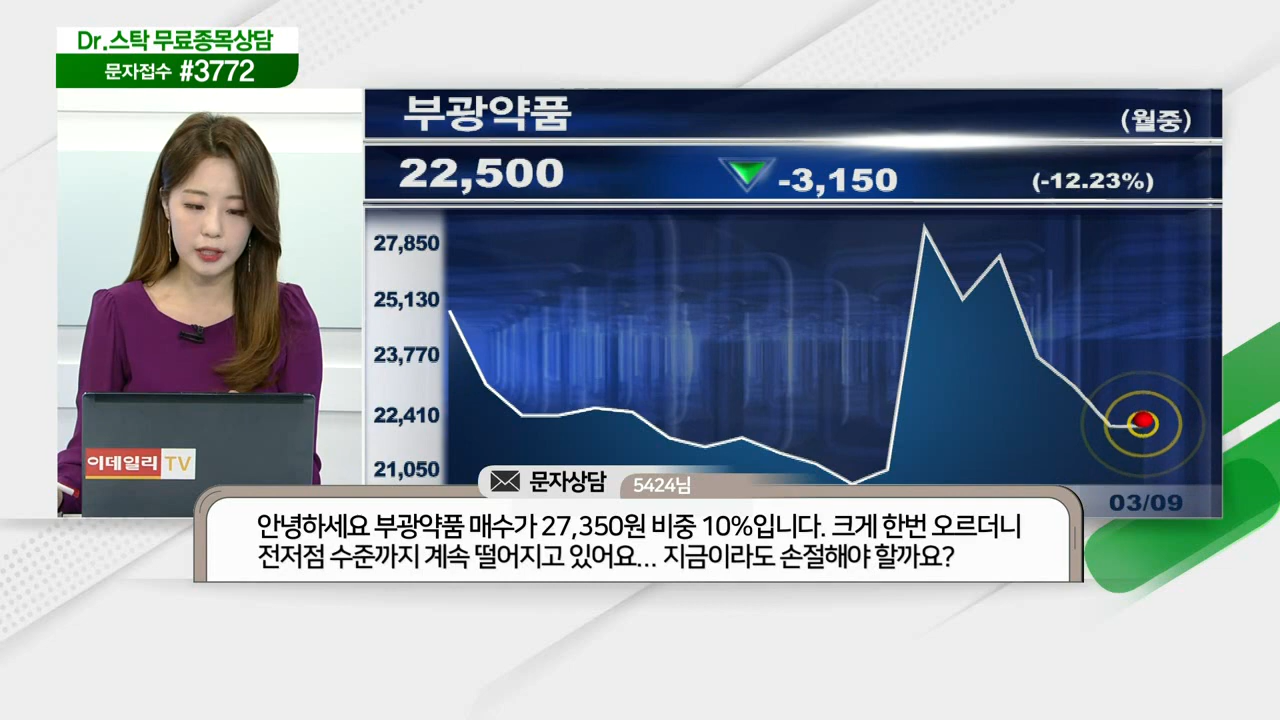 Dr.스탁 무료종목상담
문자접수 #3772
부광약품
(월중)
22,500
-3,150
(-12.23%)
27,850
25,130
23,770
22,410
21,050
03/09
이데일리 TV
문자상담
5424님
안녕하세요 부광약품 매수가 27,350원 비중 10%입니다. 크게 한번 오르더니
전저점 수준까지 계속 떨어지고 있어요... 지금이라도 손절해야 할까요?